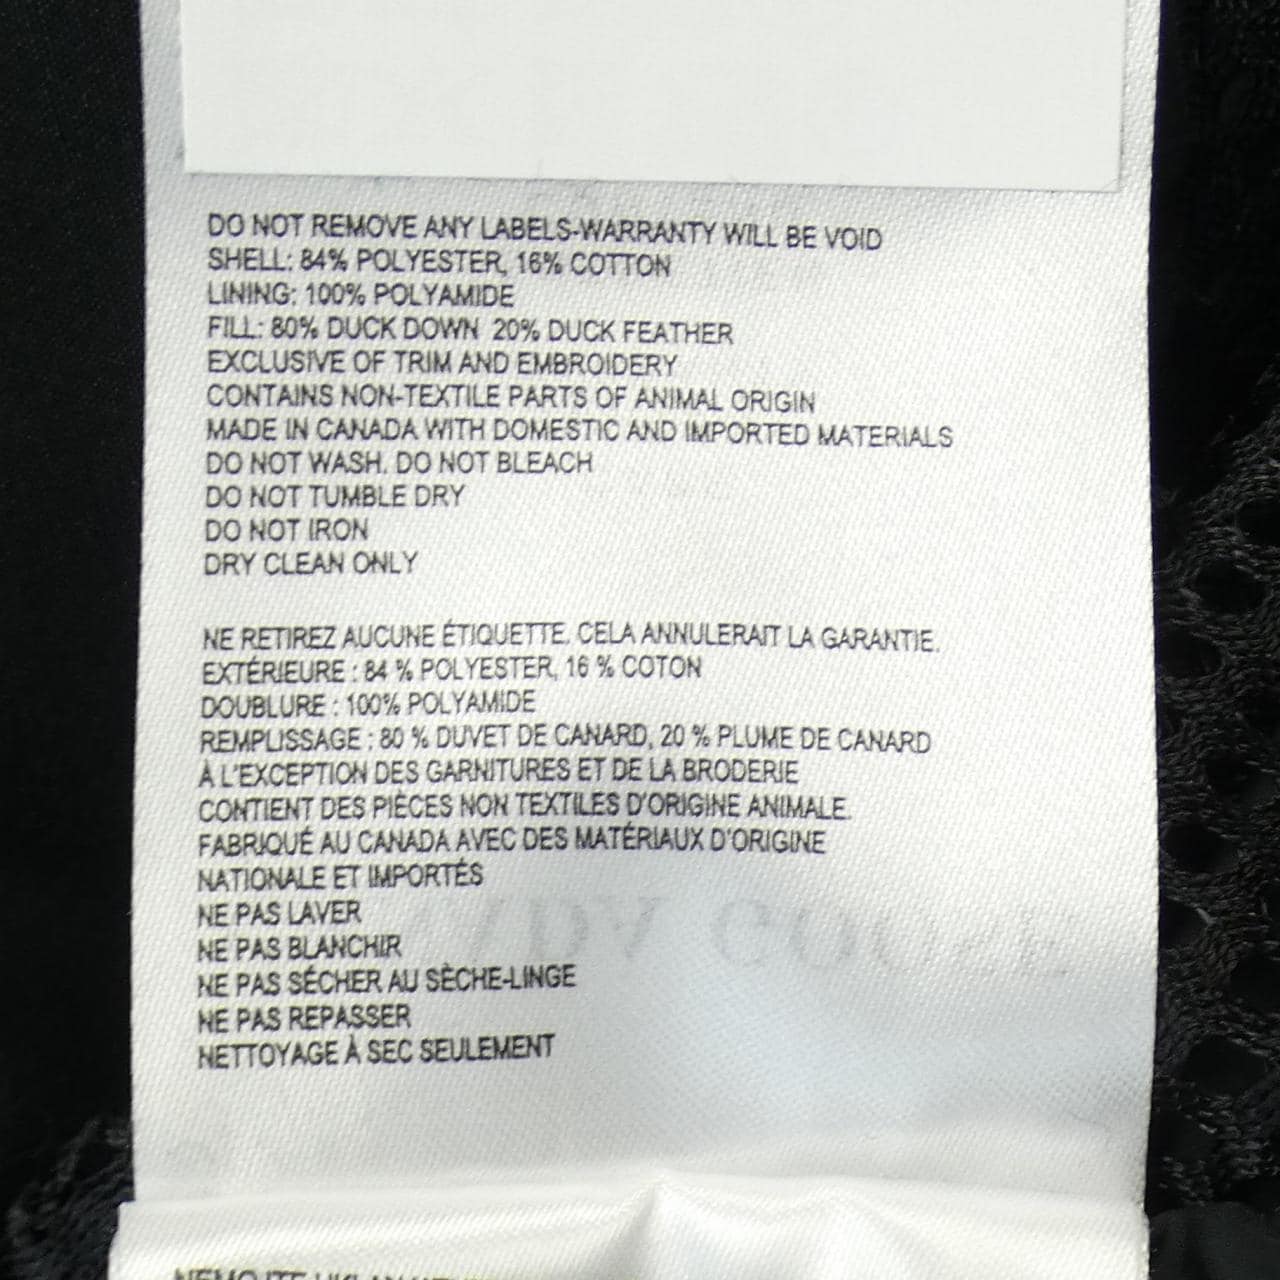 DO NOT REMOVE ANY LABELS-WARRANTY WILL BE VOID
SHELL: 84% POLYESTER, 16% COTTON
LINING: 100% POLYAMIDE
FILL: 80% DUCK DOWN 20% DUCK FEATHER
EXCLUSIVE OF TRIM AND EMBROIDERY
CONTAINS NON-TEXTILE PARTS OF ANIMAL ORIGIN
MADE IN CANADA WITH DOMESTIC AND IMPORTED MATERIALS
DO NOT WASH. DO NOT BLEACH
DO NOT TUMBLE DRY
DO NOT IRON
DRY CLEAN ONLY
NE RETIREZ AUCUNE ÉTIQUETTE. CELA ANNULERAIT LA GARANTIE.
EXTÉRIEURE : 84 % POLYESTER, 16 % COTON
DOUBLURE : 100% POLYAMIDE
REMPLISSAGE : 80 % DUVET DE CANARD, 20 % PLUME DE CANARD
À L'EXCEPTION DES GARNITURES ET DE LA BRODERIE
CONTIENT DES PIÈCES NON TEXTILES D'ORIGINE ANIMALE.
FABRIQUÉ AU CANADA AVEC DES MATÉRIAUX D'ORIGINE
NATIONALE ET IMPORTÉS
NE PAS LAVER
NE PAS BLANCHIR
NE PAS SÉCHER AU SÈCHE-LINGE
NE PAS REPASSER
NETTOYAGE À SEC SEULEMENT